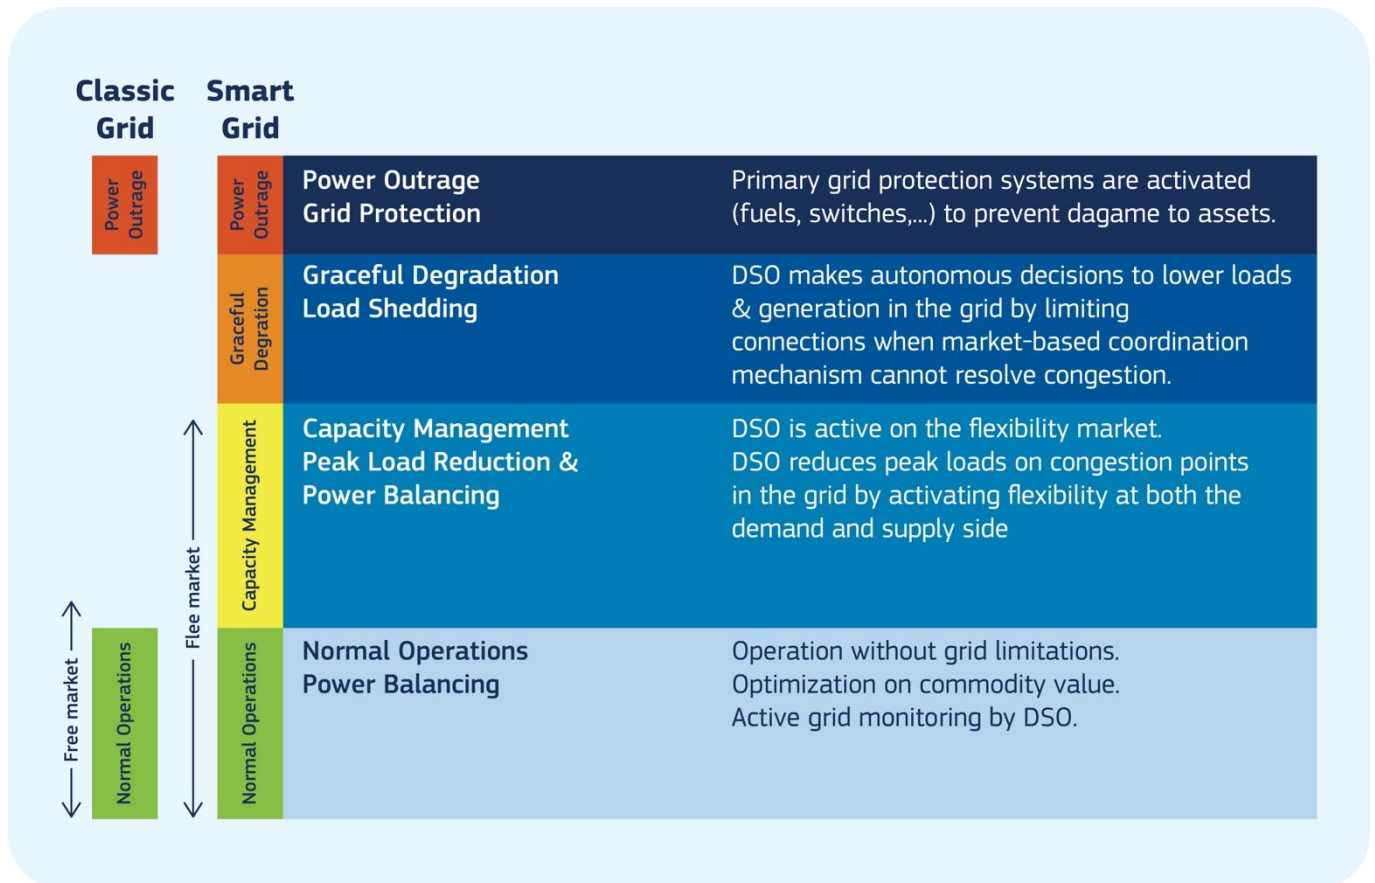 Classic
Grid
Smart
Grid
Power
Outrage
Power
Outrage
Power Outrage
Grid Protection
Primary grid protection systems are activated
(fuels, switches,...) to prevent dagame to assets.
Graceful
Degration
Graceful Degradation
Load Shedding
DSO makes autonomous decisions to lower loads
& generation in the grid by limiting
connections when market-based coordination
mechanism cannot resolve congestion.
Flee market
Capacity Management
Capacity Management
Peak Load Reduction &
Power Balancing
DSO is active on the flexibility market.
DSO reduces peak loads on congestion points
in the grid by activating flexibility at both the
demand and supply side
Free market
Normal Operations
Normal Operations
Normal Operations
Power Balancing
Operation without grid limitations.
Optimization on commodity value.
Active grid monitoring by DSO.